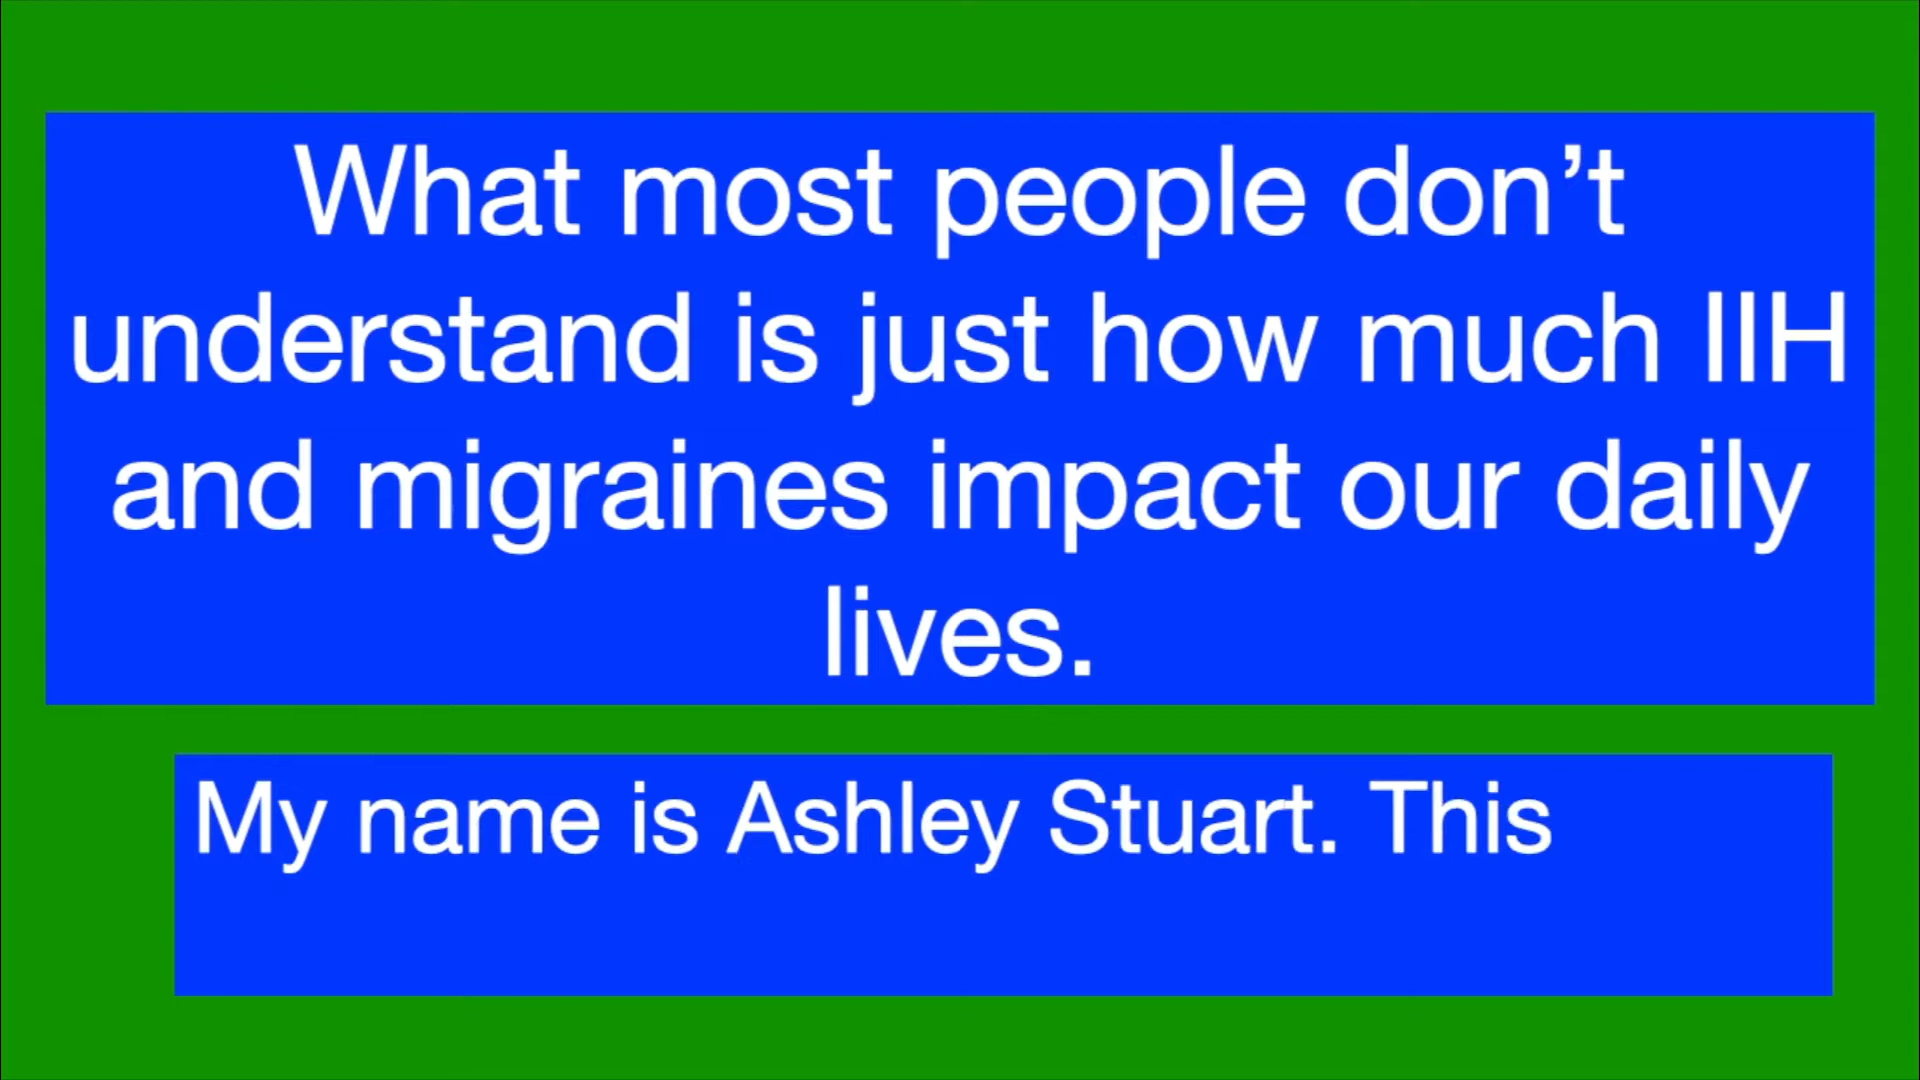 What most people don’t
understand is just how much IIH
and migraines impact our daily
lives.
My name is Ashley Stuart. This